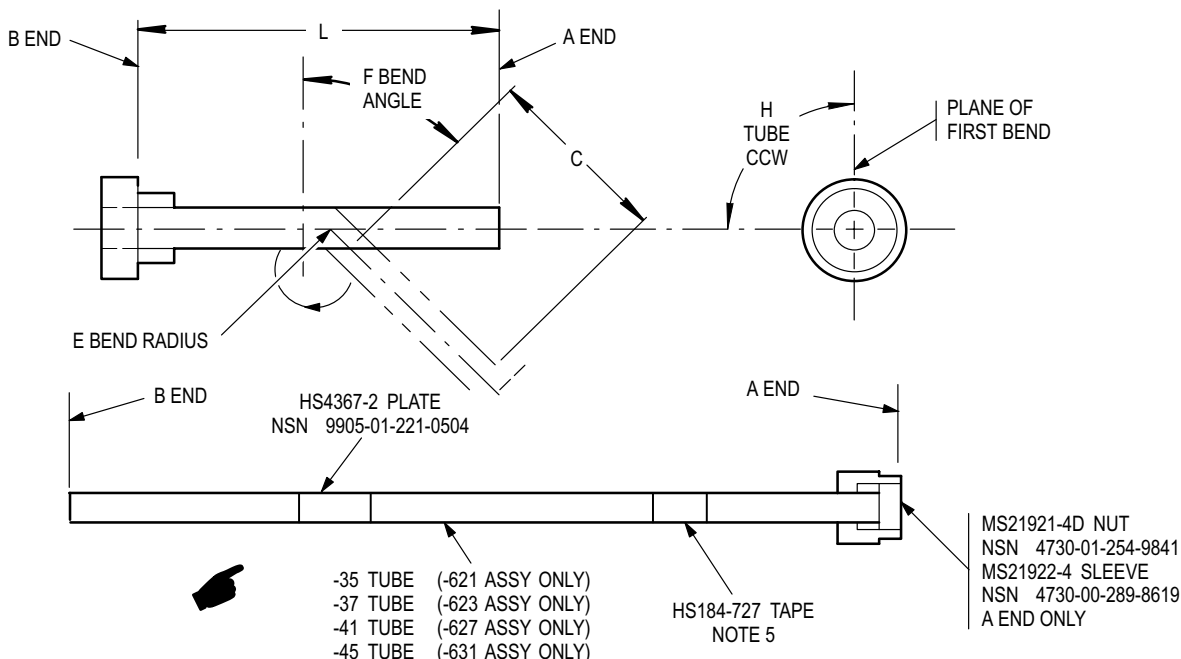 B END
L
A END
F BEND
ANGLE
C
H
TUBE
CCW
PLANE OF
FIRST BEND
E BEND RADIUS
B END
HS4367-2 PLATE
NSN 9905-01-221-0504
A END
-35 TUBE (-621 ASSY ONLY)
-37 TUBE (-623 ASSY ONLY)
-41 TUBE (-627 ASSY ONLY)
-45 TUBE (-631 ASSY ONLY)
HS184-727 TAPE
NOTE 5
MS21921-4D NUT
NSN 4730-01-254-9841
MS21922-4 SLEEVE
NSN 4730-00-289-8619
A END ONLY